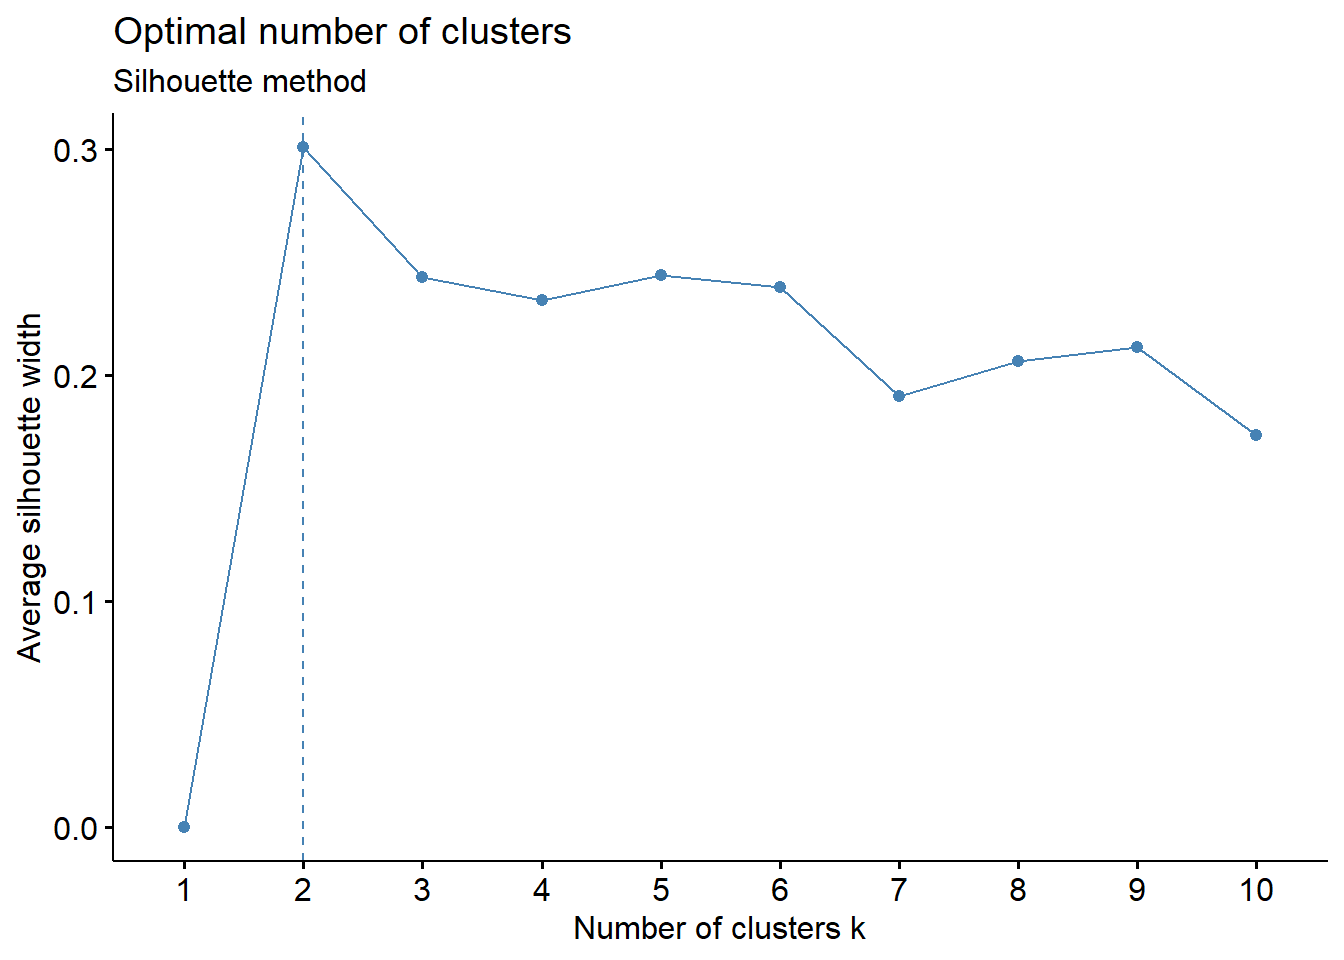 Optimal number of clusters
Silhouette method
Average silhouette width
0.3
0.2
0.1
0.0
1 2 3 4 5 6 7 8 9 10
Number of clusters k